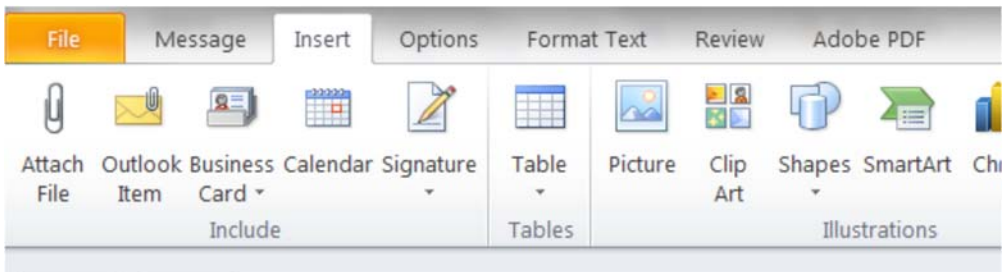 File Message Insert Options Format Text Review Adobe PDF
Attach Outlook Business Calendar Signature Table Picture Clip Shapes SmartArt
File Item Card Art
Include Tables Illustrations